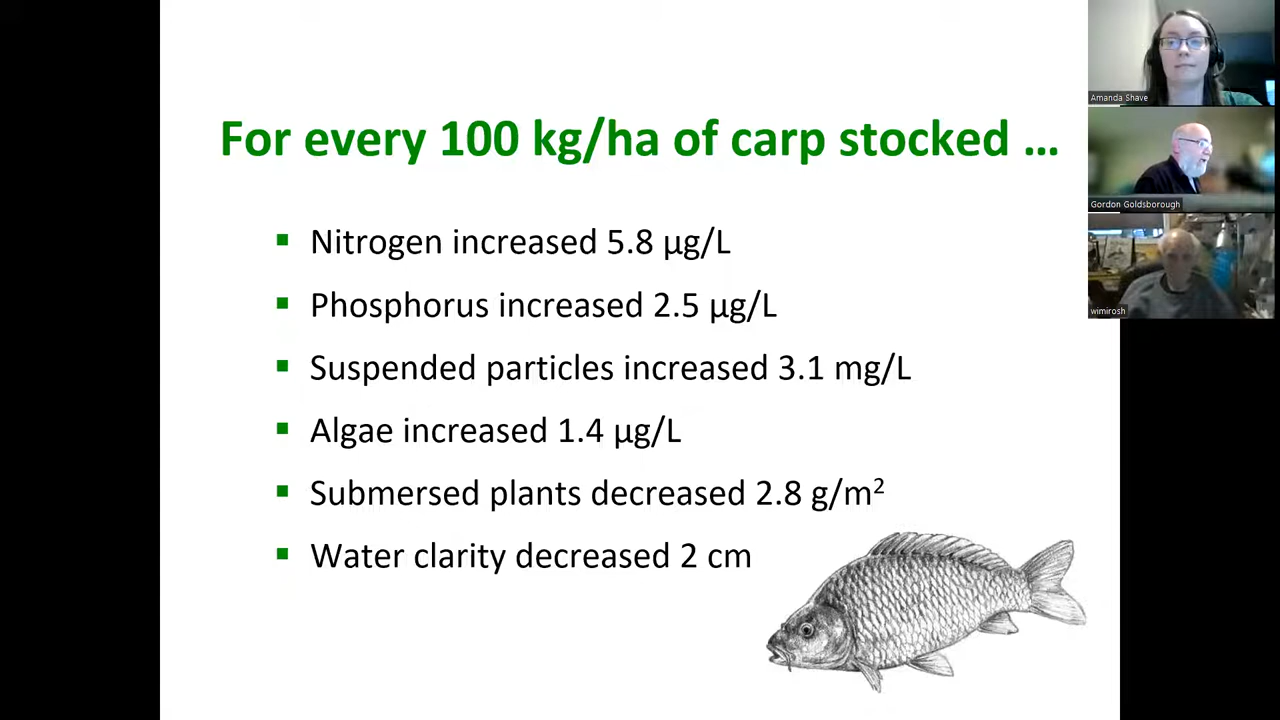 For every 100 kg/ha of carp stocked ...
Nitrogen increased 5.8 µg/L
Phosphorus increased 2.5 µg/L
Suspended particles increased 3.1 mg/L
Algae increased 1.4 µg/L
Submersed plants decreased 2.8 g/m²
Water clarity decreased 2 cm
Amanda Shave
Gordon Goldsborough
wimirosh